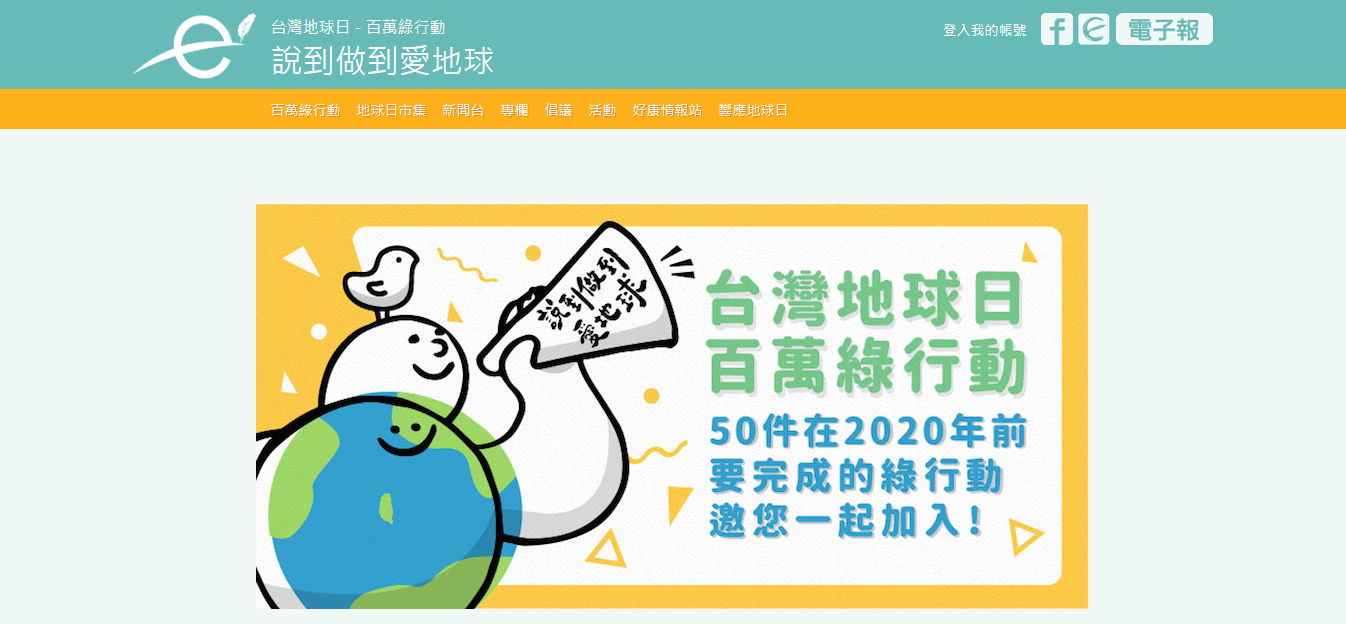 台灣地球日 - 百萬綠行動
說到做到愛地球
登入我的帳號
電子報
百萬綠行動 地球日市集 新聞台 專欄 倡議 活動 好康情報站 響應地球日
說到做到
愛地球
台灣地球日
百萬綠行動
50件在2020年前
要完成的綠行動
邀您一起加入!